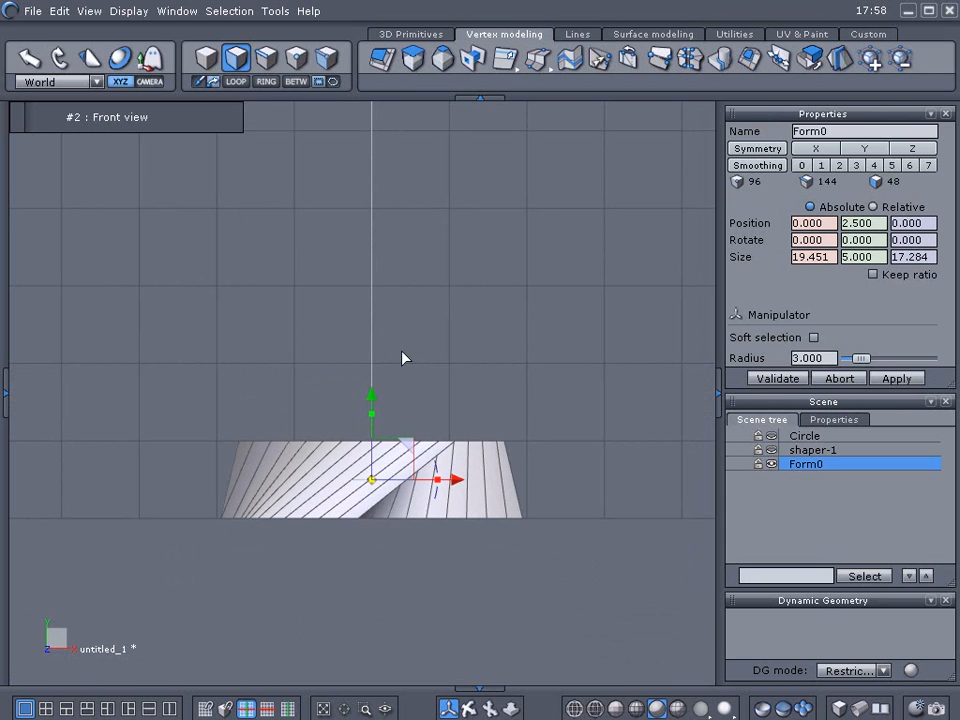 File Edit View Display Window Selection Tools Help 17:58
3D Primitives Vertex modeling Lines Surface modeling Utilities UV & Paint Custom
World XYZ CAMERA LOOP RING BETW
#2 : Front view
Properties
Name Form0
Symmetry X Y Z
Smoothing 0 1 2 3 4 5 6 7
96 144 48
Absolute Relative
Position 0.000 2.500 0.000
Rotate 0.000 0.000 0.000
Size 19.451 5.000 17.284
Keep ratio
Manipulator
Soft selection
Radius 3.000
Validate Abort Apply
Scene
Scene tree Properties
Circle
shaper-1
Form0
Select
Dynamic Geometry
DG mode: Restric...
Y
Z X untitled_1 *